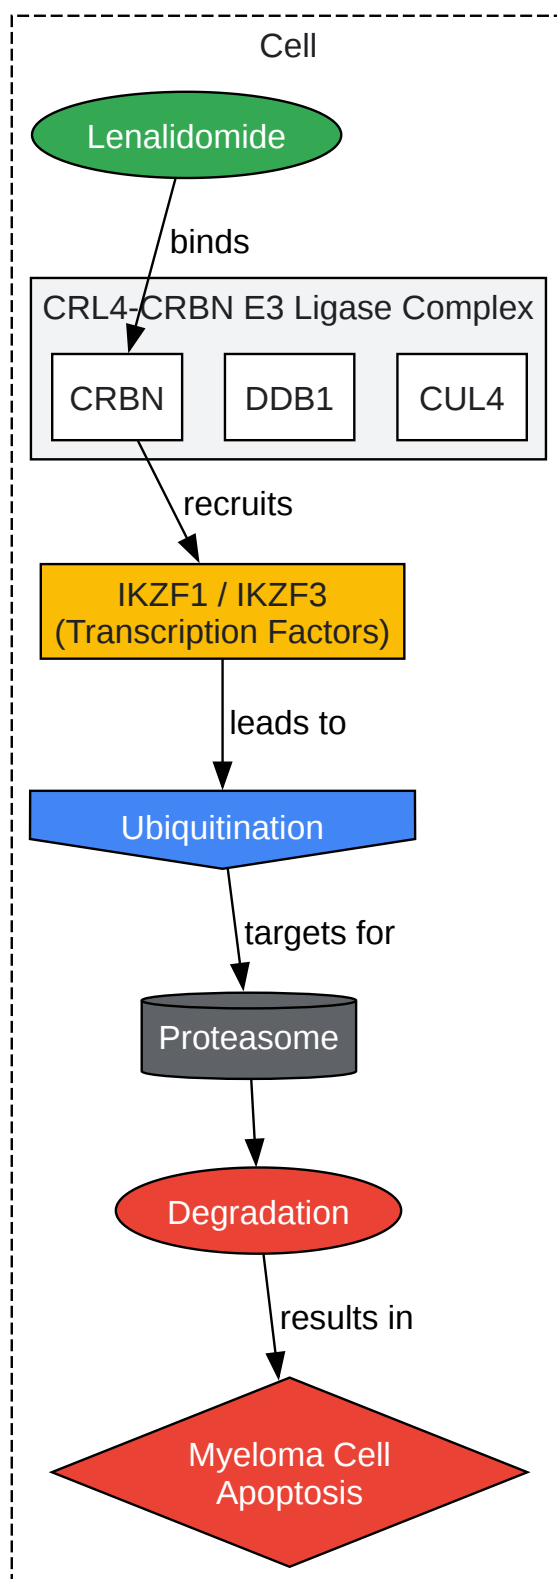 Cell
Lenalidomide
binds
CRL4-CRBN E3 Ligase Complex
CRBN
DDB1
CUL4
recruits
IKZF1 / IKZF3
(Transcription Factors)
leads to
Ubiquitination
targets for
Proteasome
Degradation
results in
Myeloma Cell
Apoptosis